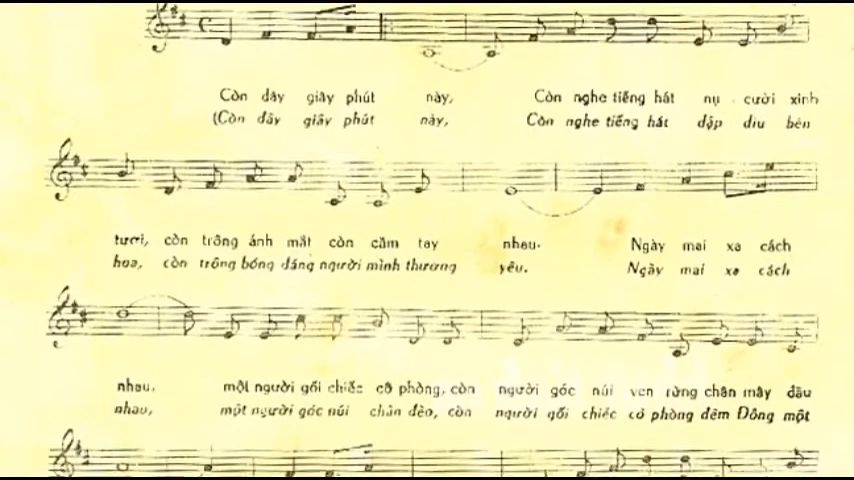 Còn đây giây phút này, Còn nghe tiếng hát nụ cười xinh
(Còn đây giây phút này, Còn nghe tiếng hát dập dìu bên
tươi, còn trông ánh mắt còn cầm tay nhau. Ngày mai xa cách
hoa, còn trông bóng dáng người mình thương yêu. Ngày mai xa cách
nhau, một người gối chiếc cô phòng, còn người góc núi ven rừng chân mây đầu
nhau, một người góc núi chân đèo, còn người gối chiếc cô phòng đêm Đông một